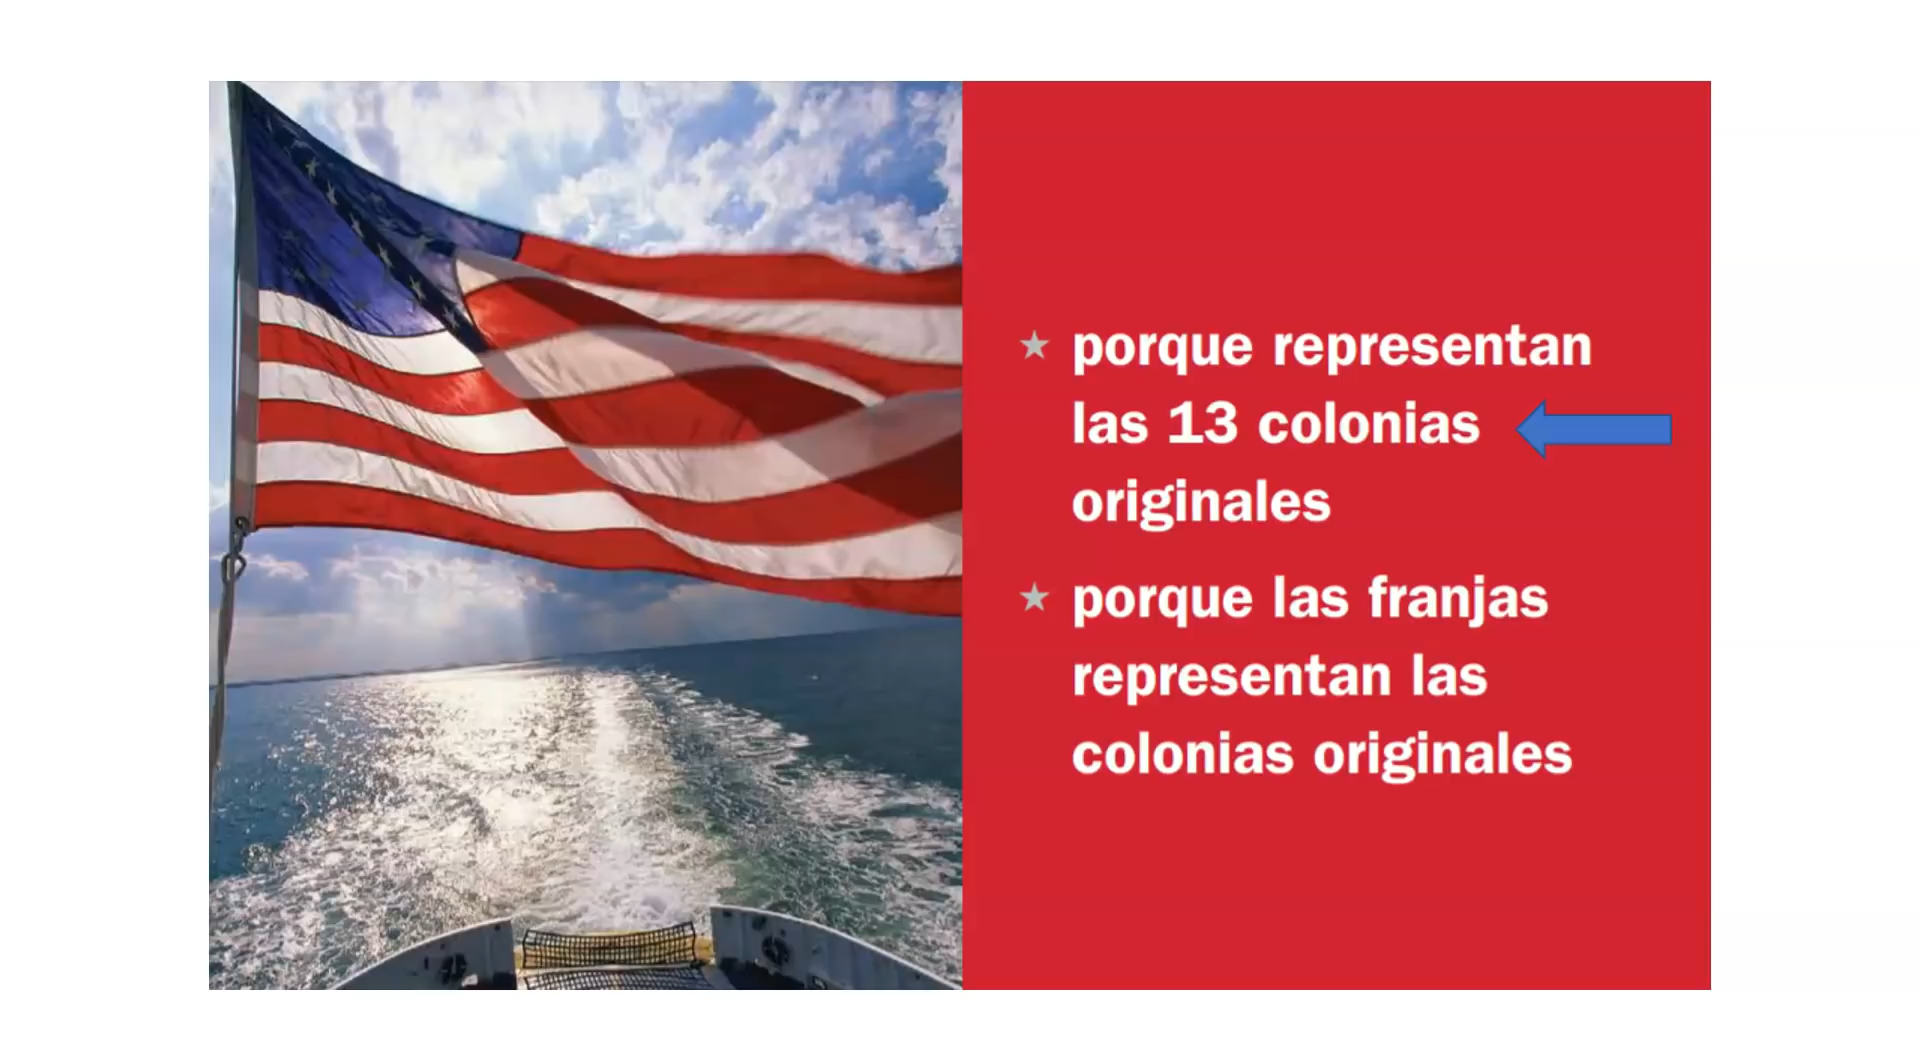 porque representan
las 13 colonias
originales
porque las franjas
representan las
colonias originales